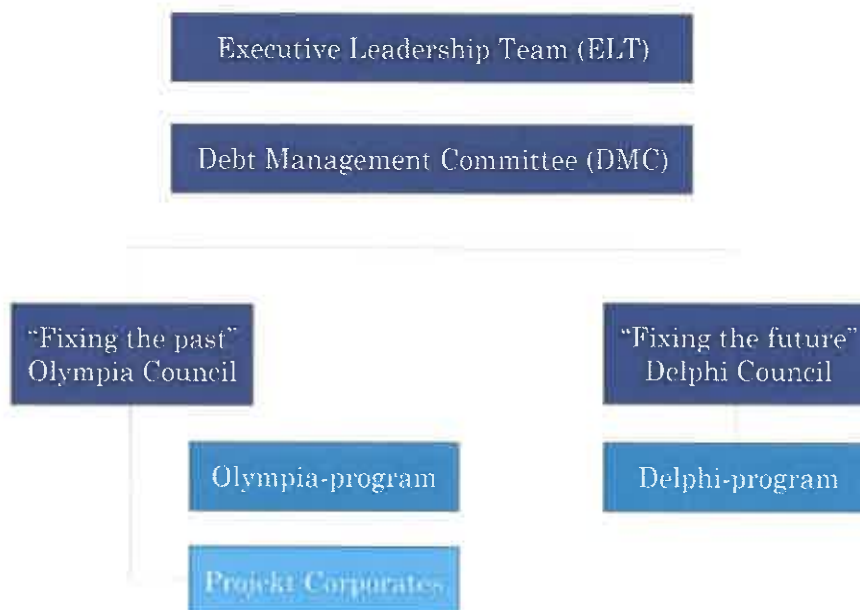 Executive Leadership Team (ELT)
Debt Management Committee (DMC)
“Fixing the past”
Olympia Council
“Fixing the future”
Delphi Council
Olympia-program
Delphi-program
Projekt Corporates